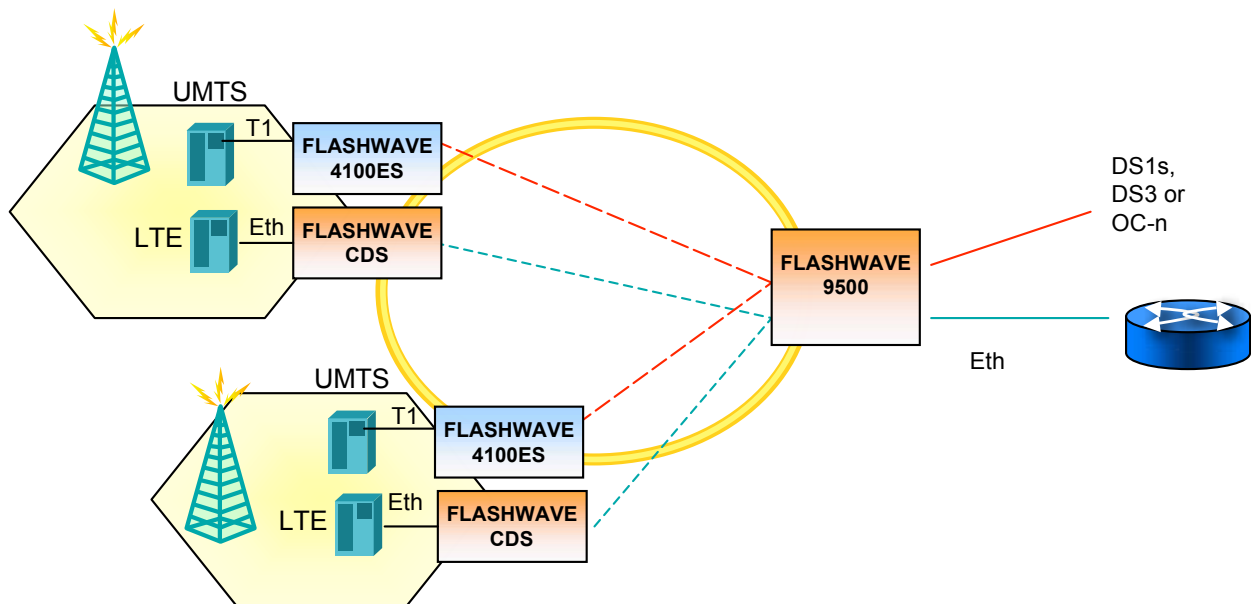 UMTS
T1
FLASHWAVE
4100ES
LTE
Eth
FLASHWAVE
CDS
DS1s,
DS3 or
OC-n
FLASHWAVE
9500
Eth
UMTS
T1
FLASHWAVE
4100ES
LTE
Eth
FLASHWAVE
CDS